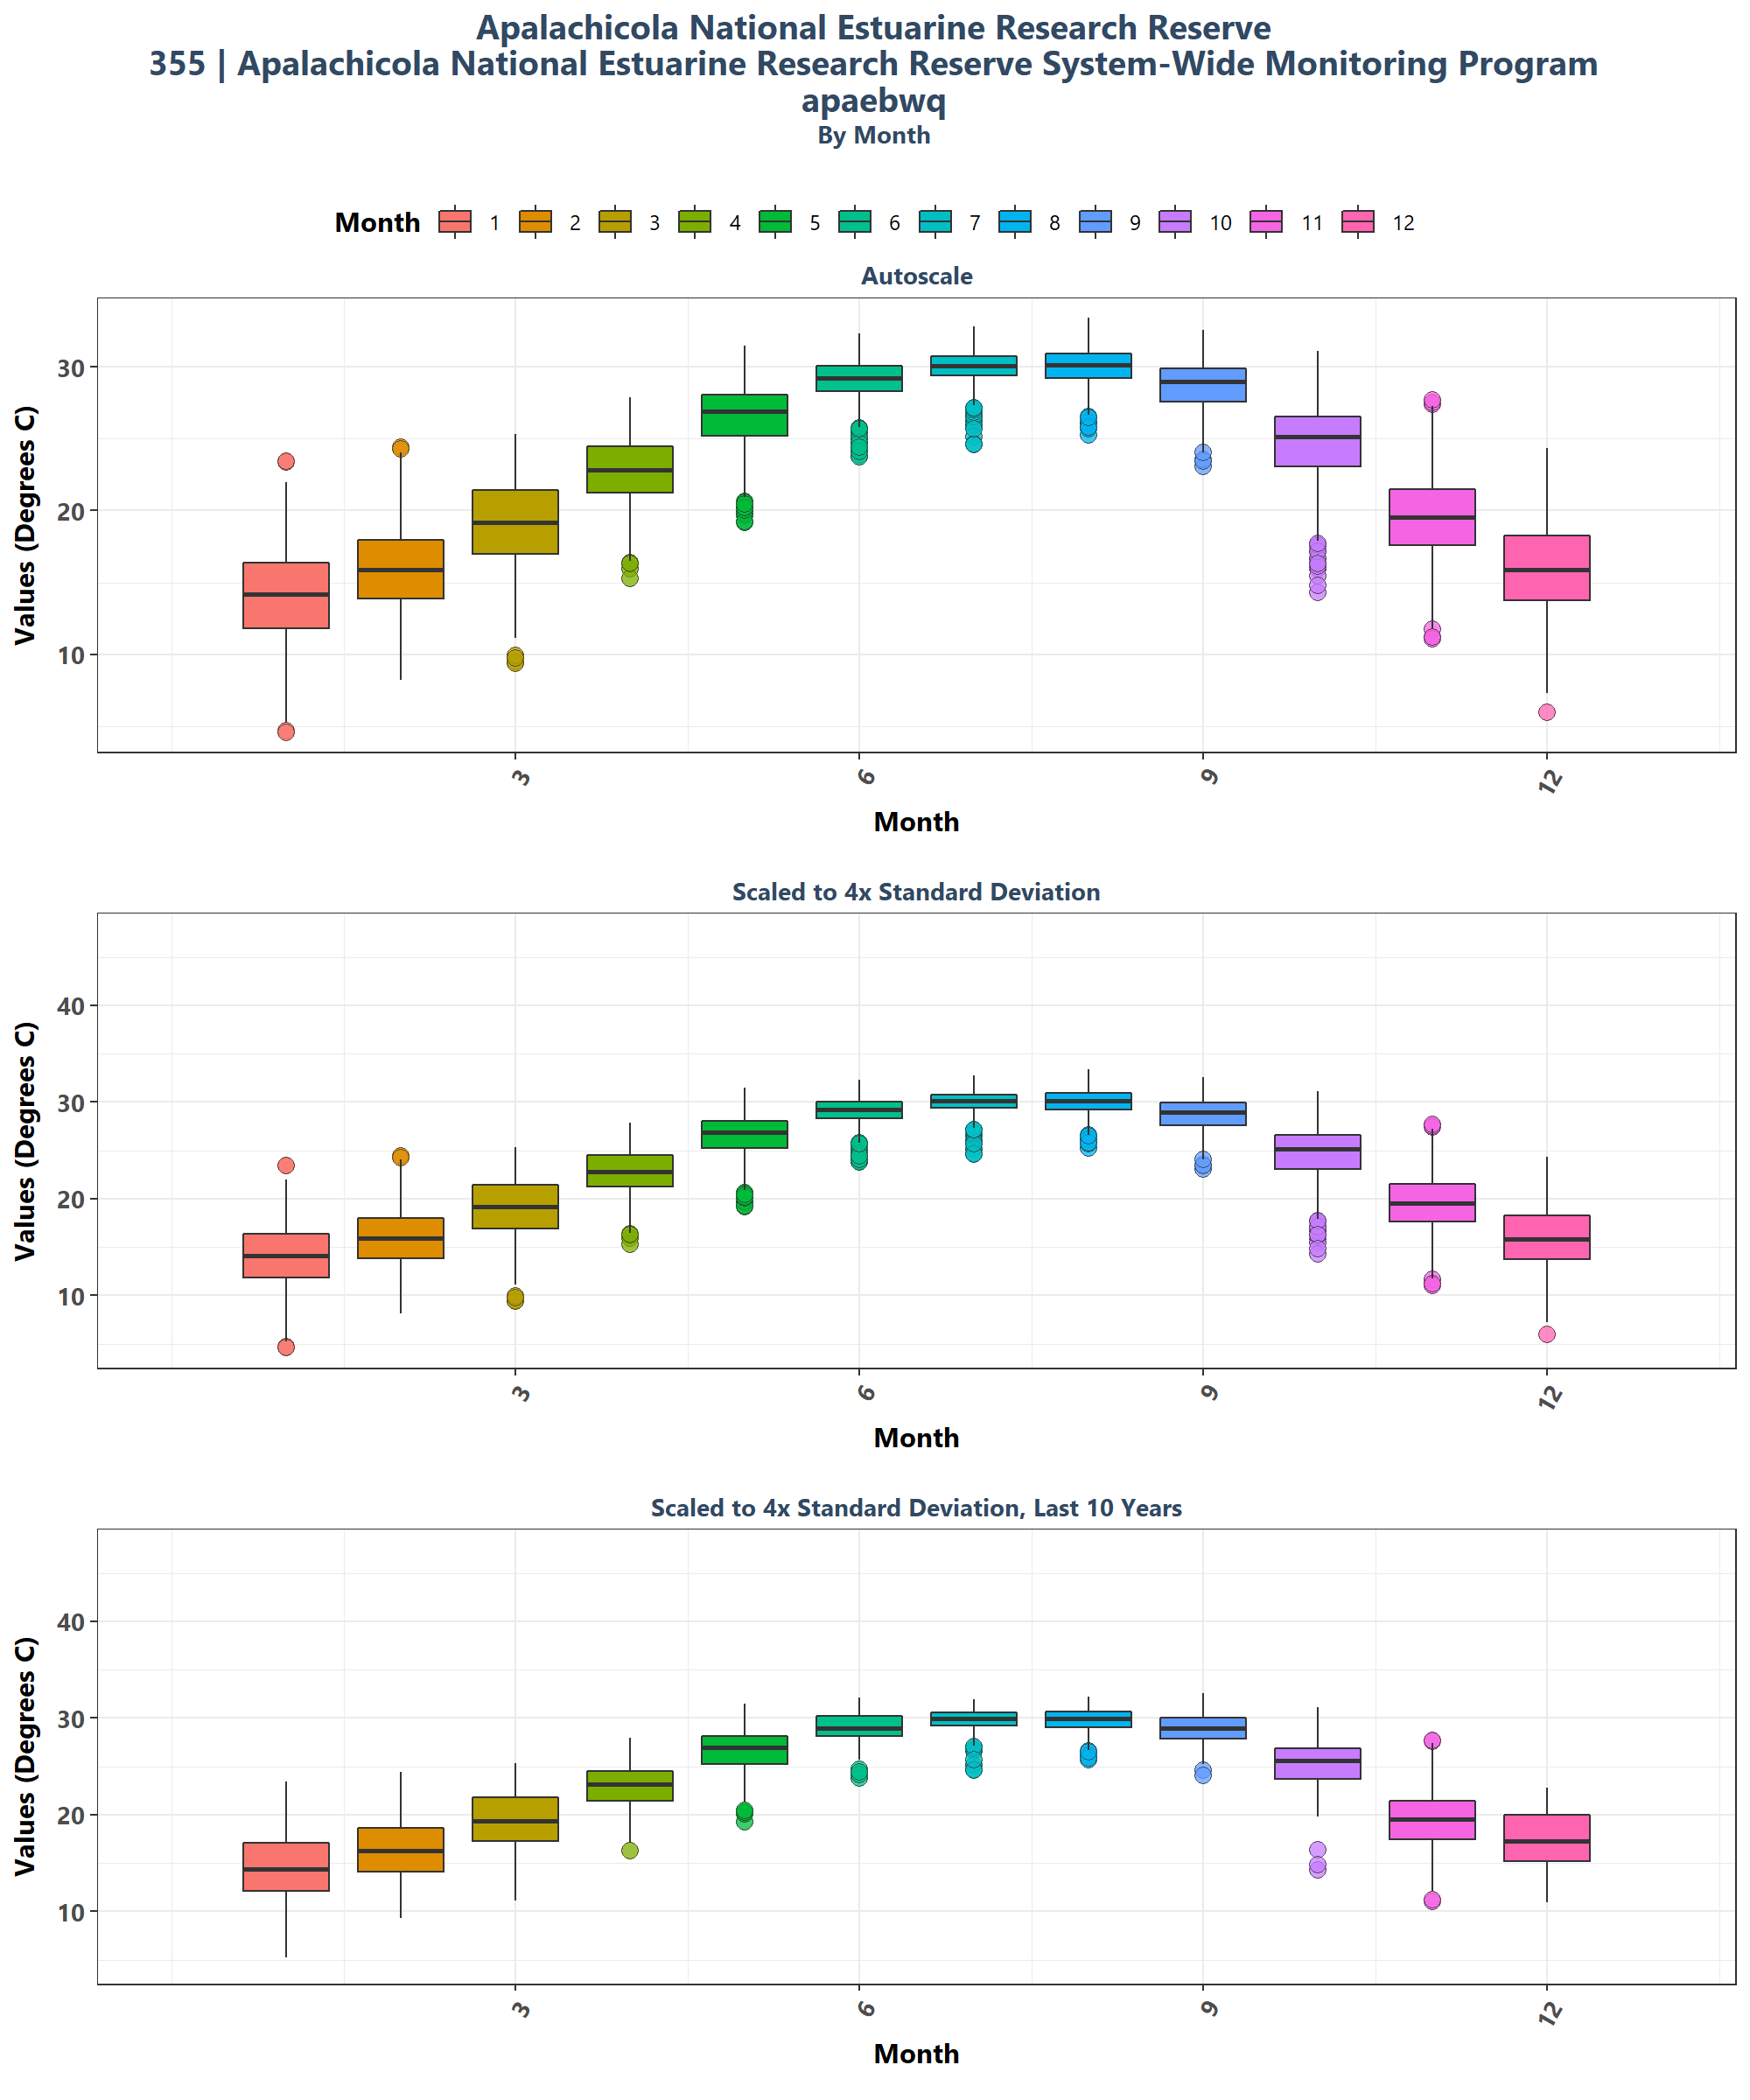 Apalachicola National Estuarine Research Reserve
355 | Apalachicola National Estuarine Research Reserve System-Wide Monitoring Program
apaebwq
By Month
Month 1 2 3 4 5 6 7 8 9 10 11 12
Autoscale
Values (Degrees C)
30
20
10
3 6 9 12
Month
Scaled to 4x Standard Deviation
Values (Degrees C)
40
30
20
10
3 6 9 12
Month
Scaled to 4x Standard Deviation, Last 10 Years
Values (Degrees C)
40
30
20
10
3 6 9 12
Month